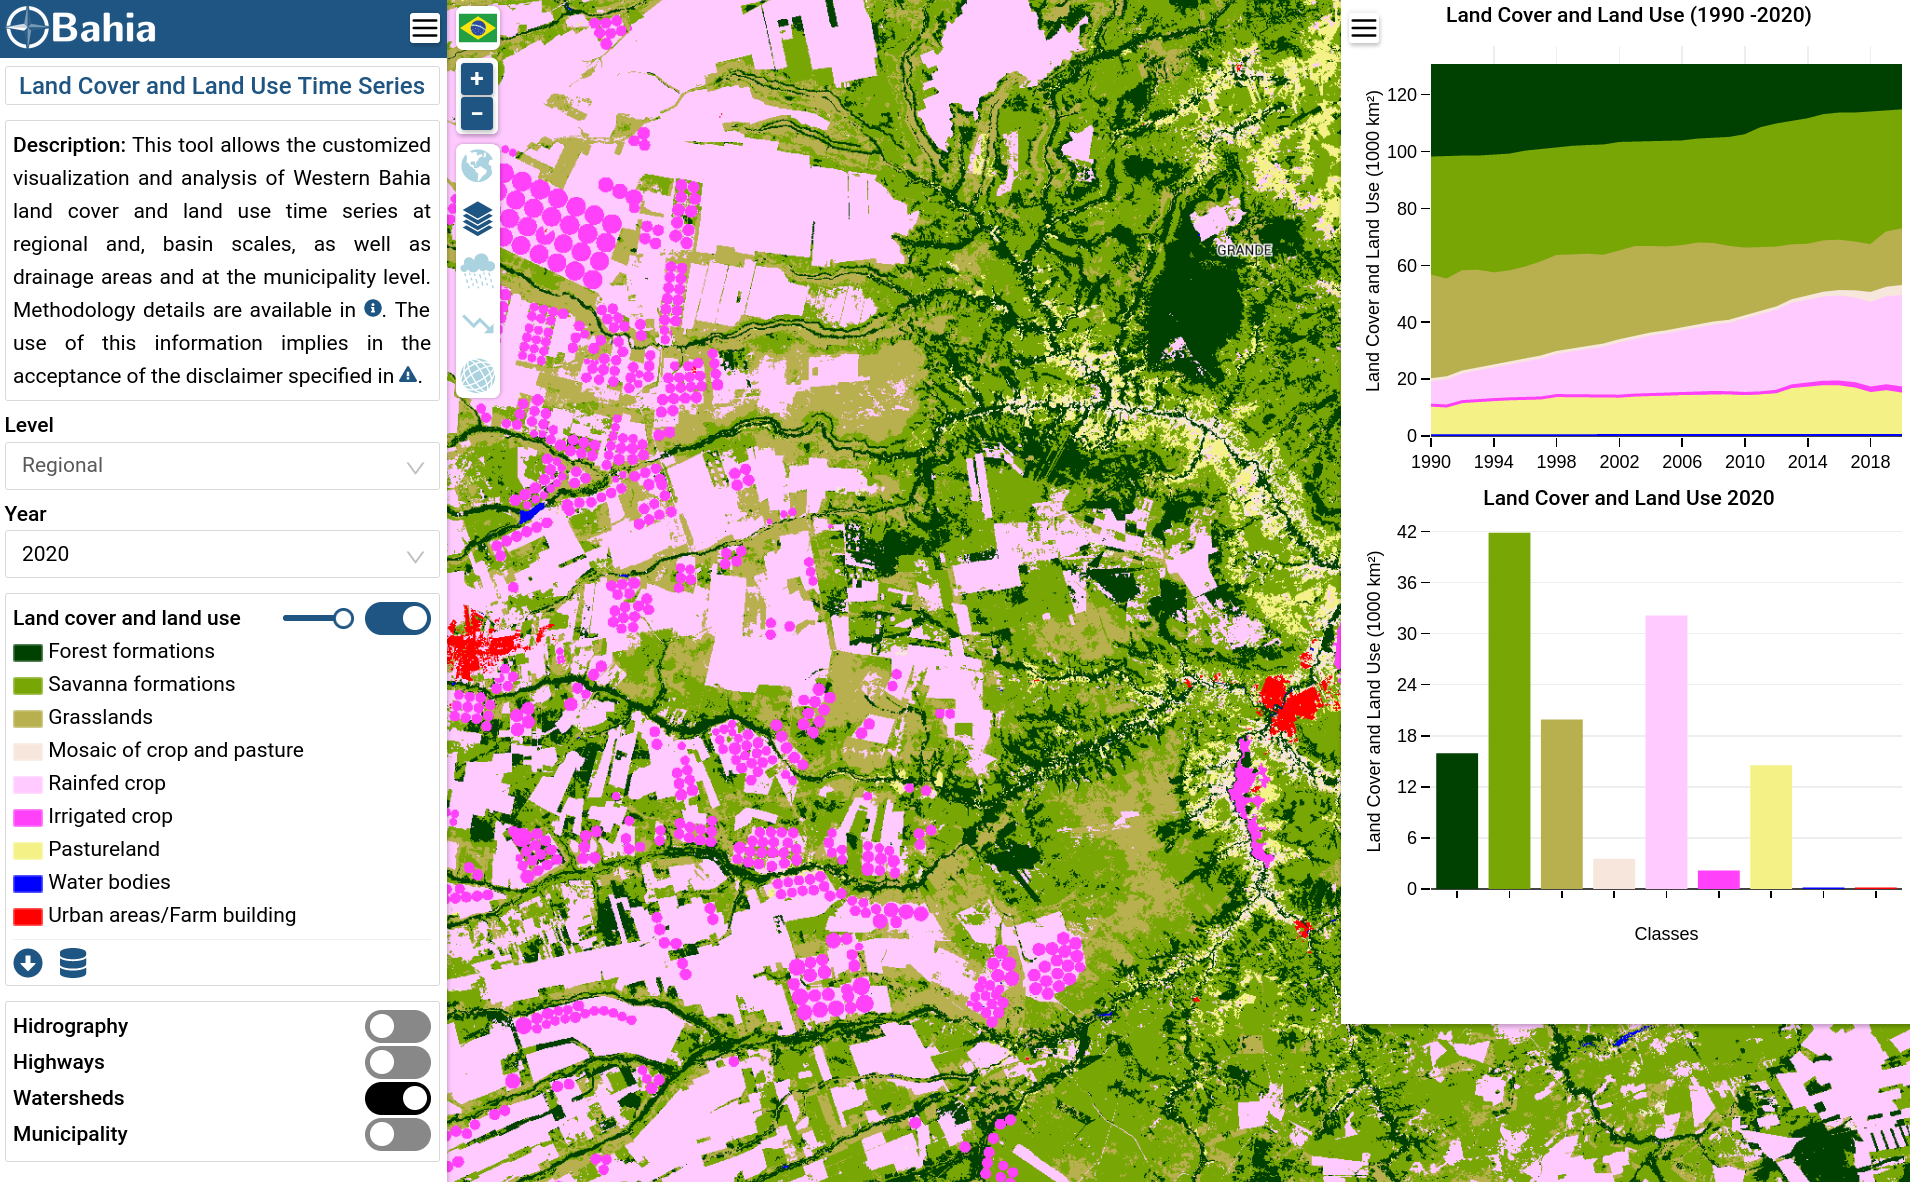 Bahia
Land Cover and Land Use Time Series
Description: This tool allows the customized
visualization and analysis of Western Bahia
land cover and land use time series at
regional and, basin scales, as well as
drainage areas and at the municipality level.
Methodology details are available in . The
use of this information implies in the
acceptance of the disclaimer specified in .
Level
Regional
Year
2020
Land cover and land use
Forest formations
Savanna formations
Grasslands
Mosaic of crop and pasture
Rainfed crop
Irrigated crop
Pastureland
Water bodies
Urban areas/Farm building
Hidrography
Highways
Watersheds
Municipality
+
-
GRANDE
Land Cover and Land Use (1990 -2020)
Land Cover and Land Use (1000 km²)
120
100
80
60
40
20
0
1990 1994 1998 2002 2006 2010 2014 2018
Land Cover and Land Use 2020
Land Cover and Land Use (1000 km²)
42
36
30
24
18
12
6
0
Classes